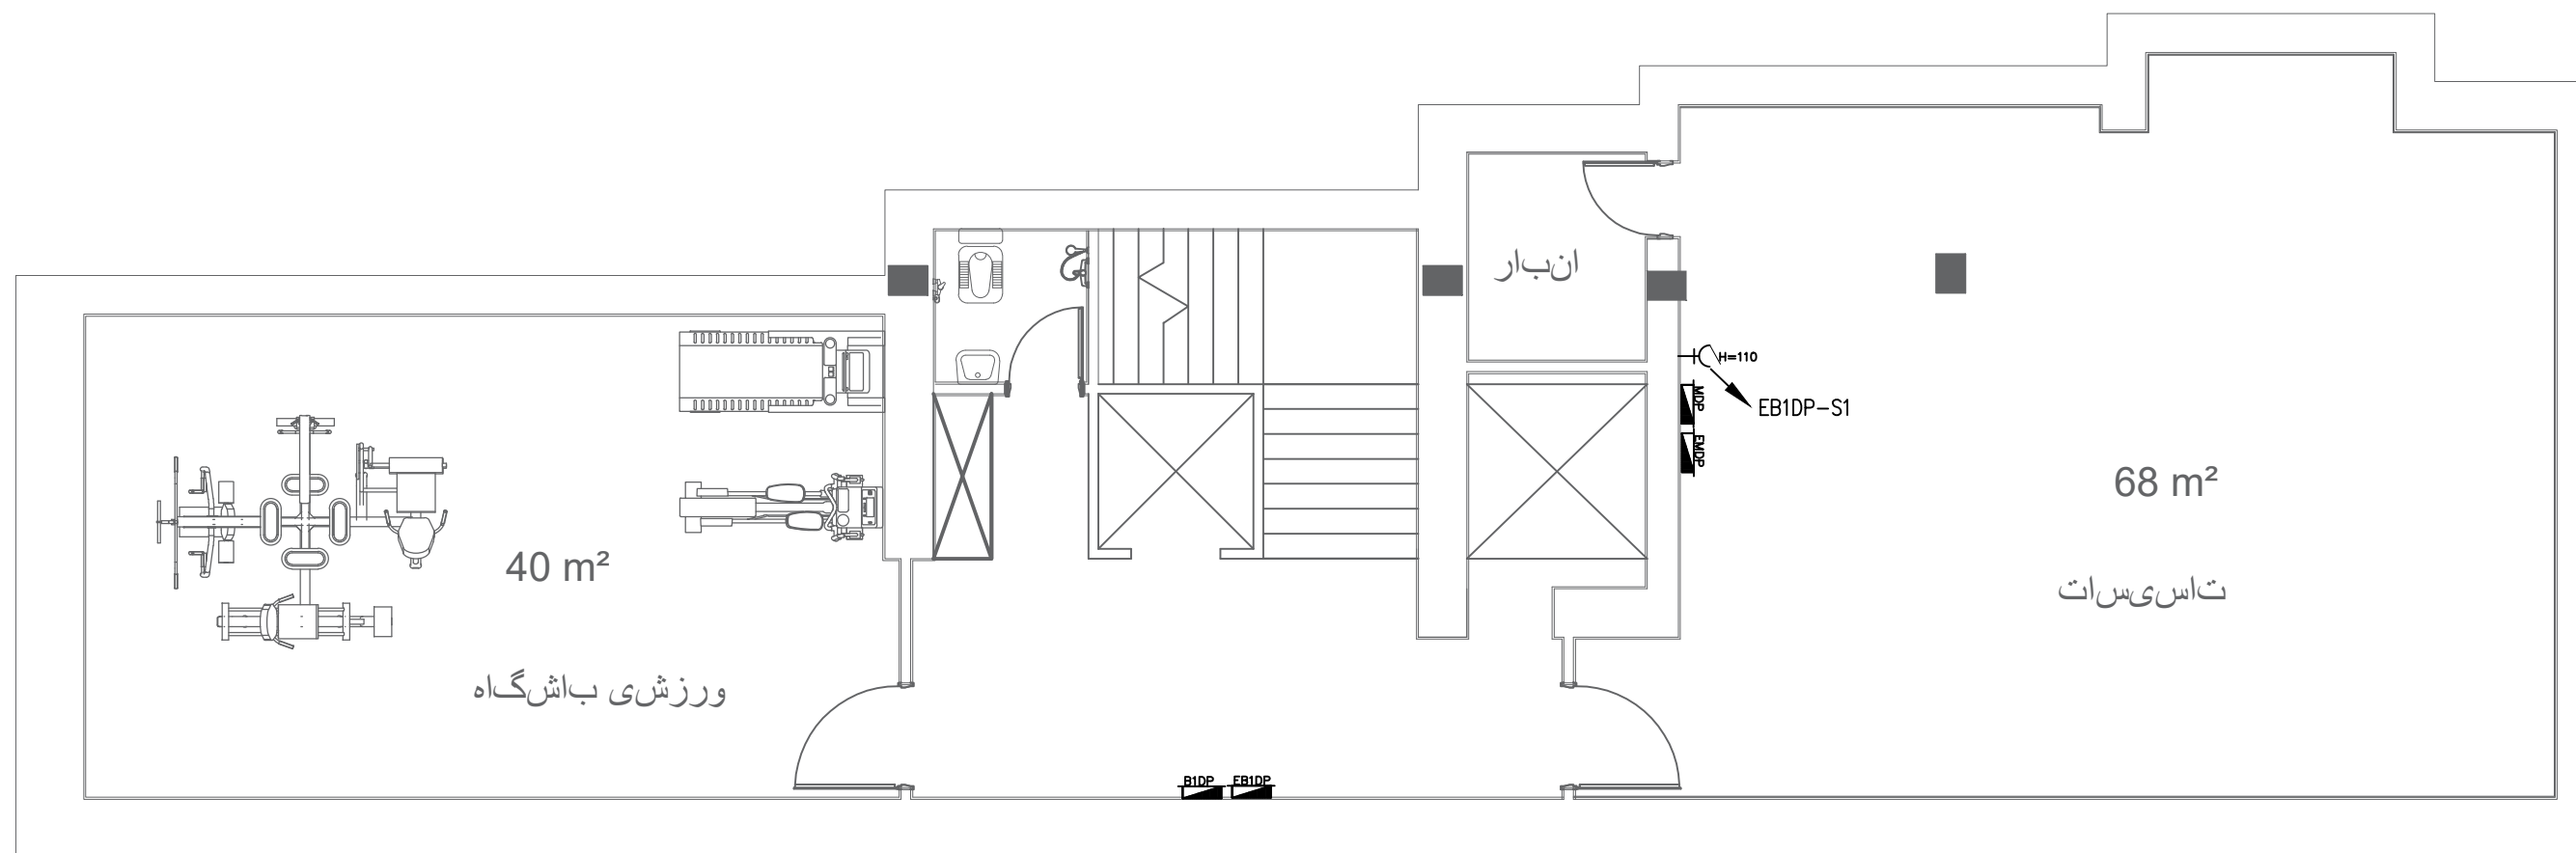 انبار
H=110
MDP
EB1DP-S1
EMDP
68 m²
تاسیسات
40 m²
ورزشی باشگاه
B1DP EB1DP